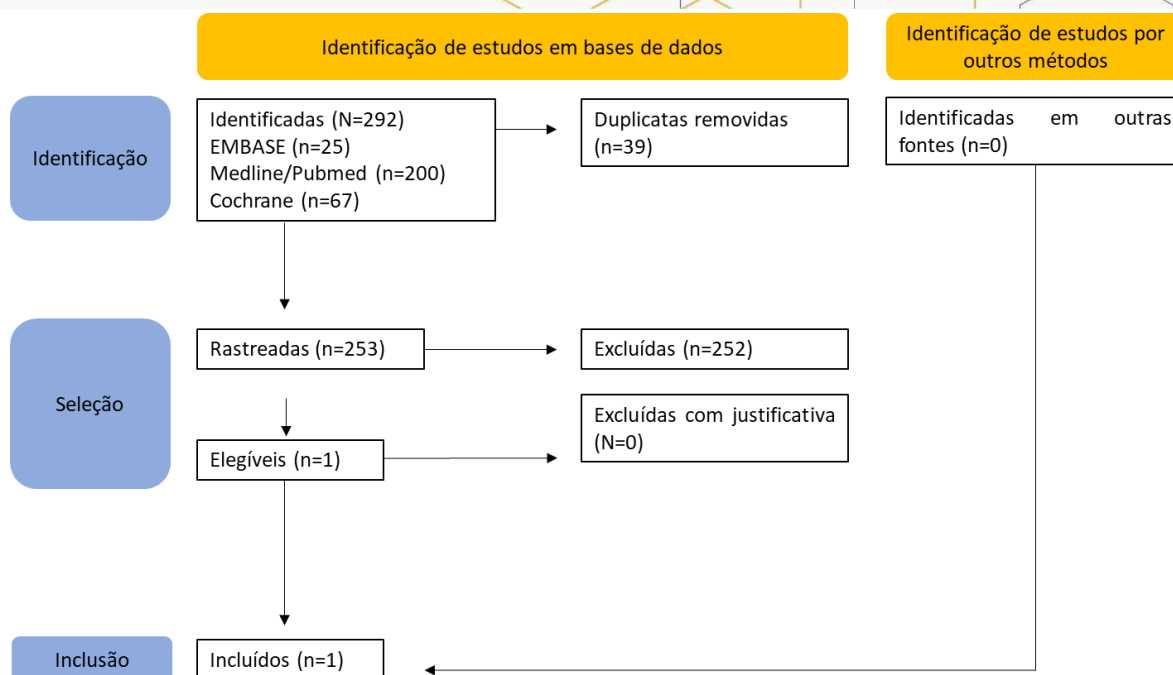 Identificação de estudos em bases de dados
Identificação de estudos por
outros métodos
Identificação
Identificadas (N=292)
EMBASE (n=25)
Medline/Pubmed (n=200)
Cochrane (n=67)
Duplicatas removidas
(n=39)
Identificadas em outras
fontes (n=0)
Seleção
Rastreadas (n=253)
Excluídas (n=252)
Excluídas com justificativa
(N=0)
Elegíveis (n=1)
Inclusão
Incluídos (n=1)